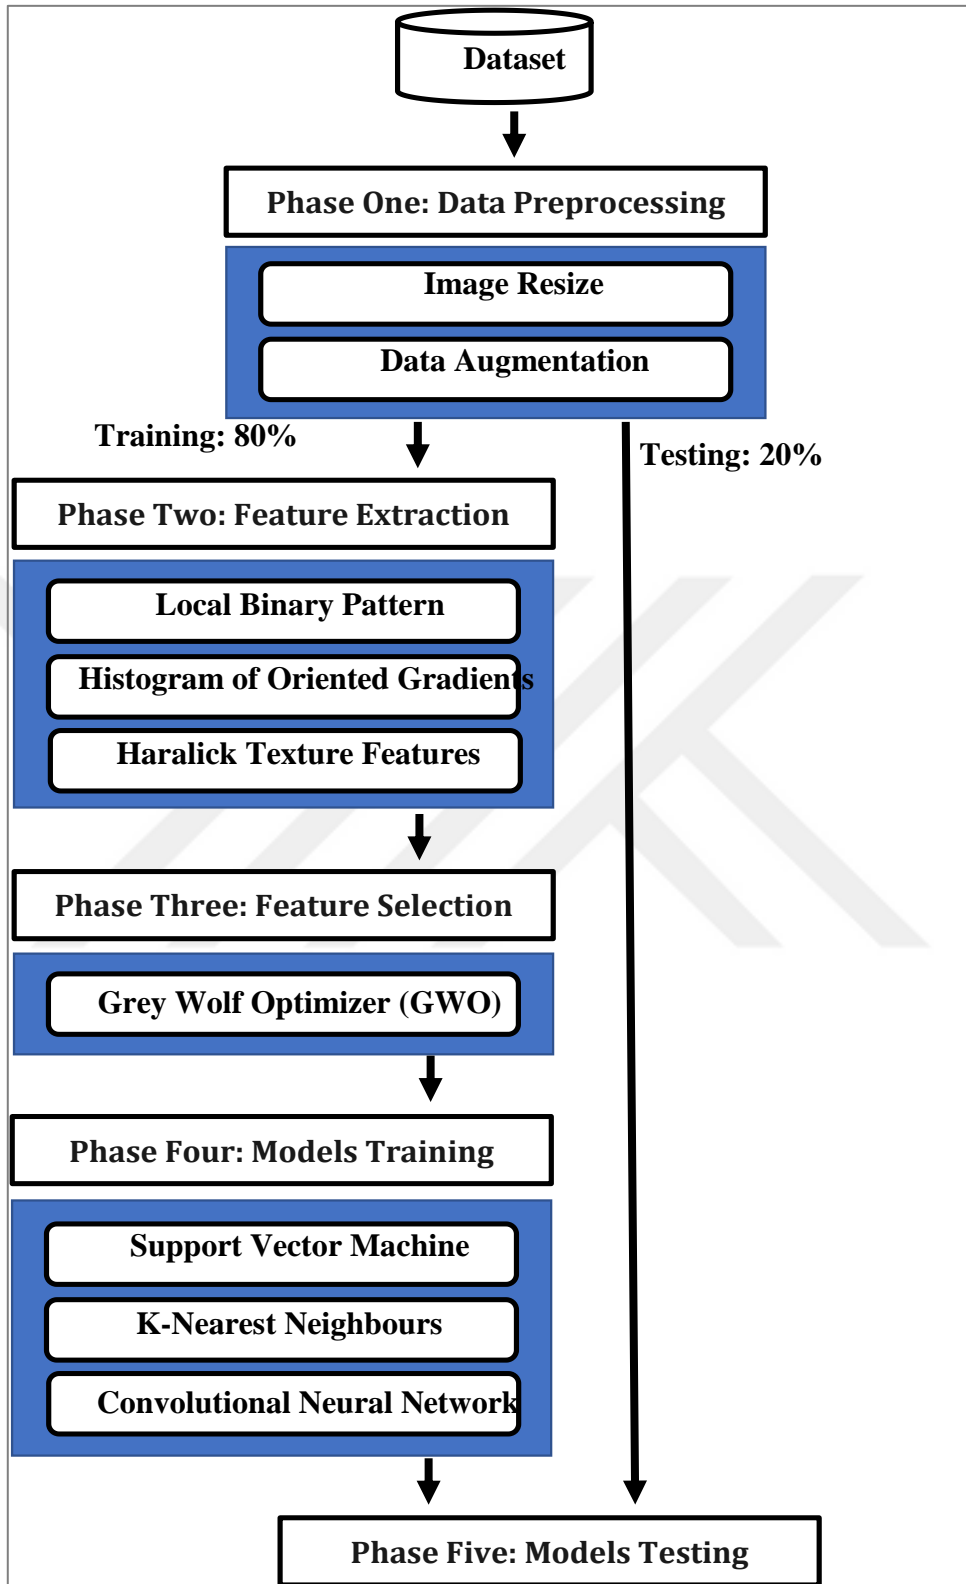 Dataset
Phase One: Data Preprocessing
Image Resize
Data Augmentation
Training: 80%
Testing: 20%
Phase Two: Feature Extraction
Local Binary Pattern
Histogram of Oriented Gradients
Haralick Texture Features
Phase Three: Feature Selection
Grey Wolf Optimizer (GWO)
Phase Four: Models Training
Support Vector Machine
K-Nearest Neighbours
Convolutional Neural Network
Phase Five: Models Testing